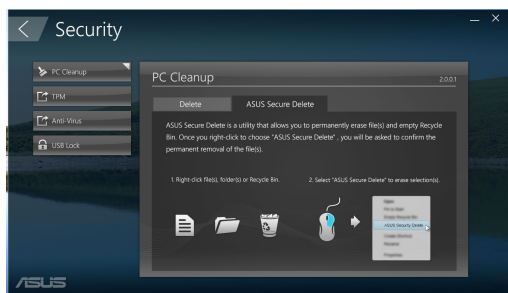 Security
PC Cleanup
TPM
Anti-Virus
USB Lock
PC Cleanup
2.0.0.1
Delete
ASUS Secure Delete
ASUS Secure Delete is a utility that allows you to permanently erase file(s) and empty Recycle
Bin. Once you right-click to choose "ASUS Secure Delete" , you will be asked to confirm the
permanent removal of the file(s).
1. Right-click file(s), folder(s) or Recycle Bin.
2. Select "ASUS Secure Delete" to erase selection(s).
ASUS Security Delete
ASUS